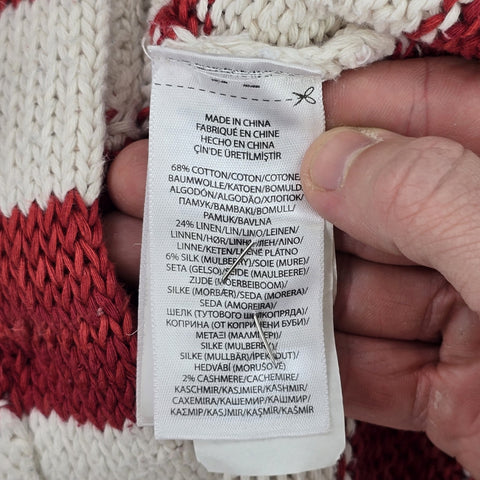 MADE IN CHINA
FABRIQUÉ EN CHINE
HECHO EN CHINA
ÇİN'DE ÜRETİLMİŞTİR
68% COTTON/COTON/COTONE/
BAUMWOLLE/KATOEN/BOMULD/
ALGODÓN/ALGODÃO/ХЛОПОК/
ПАМУК/ΒΑΜΒΑΚΙ/BOMULL/
PAMUK/BAVLNA
24% LINEN/LIN/LINO/LEINEN/
LINNEN/HØR/LINHO/ЛЕН/ΛΙΝΟ/
LINNE/KETEN/LENĚNÉ PLÁTNO
6% SILK (MULBERRY)/SOIE (MURE)/
SETA (GELSO)/SEIDE (MAULBEERE)/
ZIJDE (MOERBEIBOOM)/
SILKE (MORBÆR)/SEDA (MORERA)/
SEDA (AMOREIRA)/
ШЕЛК (ТУТОВОГО ШЕЛКОПРЯДА)/
КОПРИНА (ОТ КОПРИНЕНИ БУБИ)/
ΜΕΤΑΞΙ (ΜΑΛΜΠΕΡΙ)/
SILKE (MULBER)/
SILKE (MULLBÄR)/İPEK (DUT)/
HEDVÁBÍ (MORUŠOVÉ)
2% CASHMERE/CACHEMIRE/
KASCHMIR/KASJMIER/KASHMIR/
CAXEMIRA/КАШЕМИР/КАШМИР/
ΚΑΣΜΙΡ/KASHMIR/KAŞMİR/KAŠMÍR